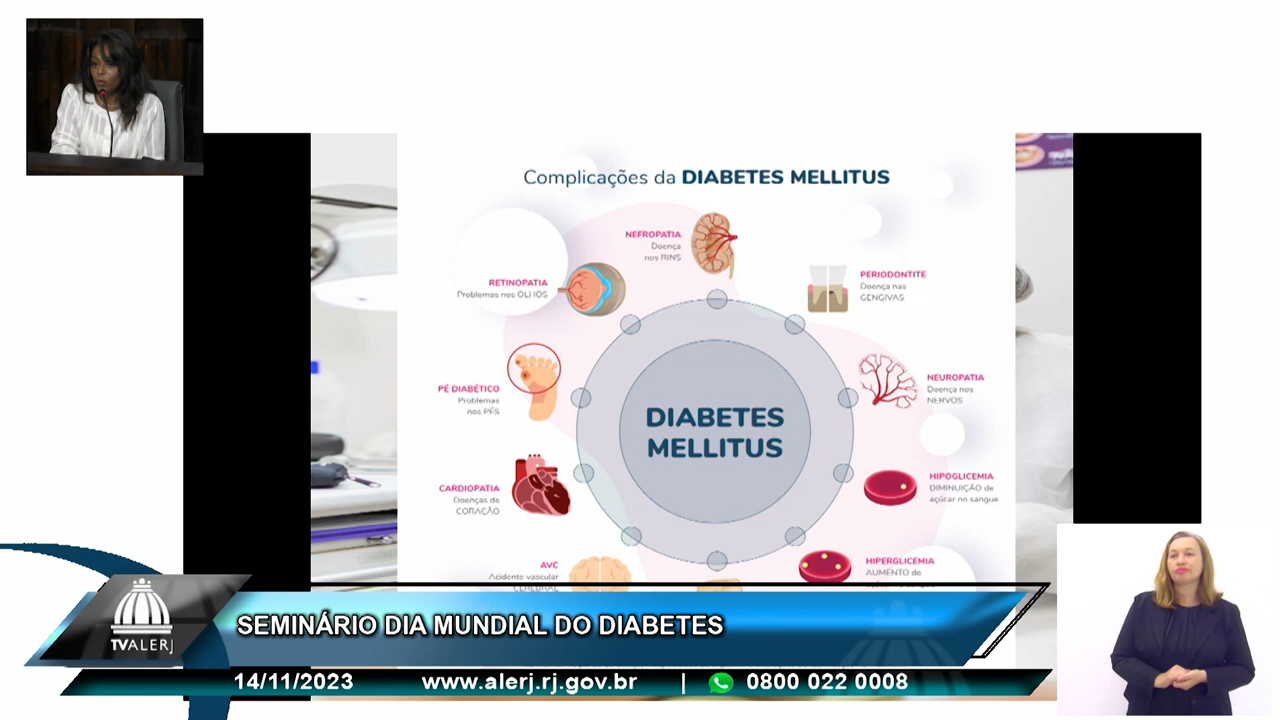 Complicações da DIABETES MELLITUS
NEFROPATIA
Doença
nos RINS
RETINOPATIA
Problemas nos OLHOS
PERIODONTITE
Doença nas
GENGIVAS
PÉ DIABÉTICO
Problemas
nos PÉS
NEUROPATIA
Doença nos
NERVOS
DIABETES
MELLITUS
CARDIOPATIA
Doenças de
CORAÇÃO
HIPOGLICEMIA
DIMINUIÇÃO de
açúcar no sangue
AVC
Acidente vascular
CEREBRAL
HIPERGLICEMIA
AUMENTO de
TVALERJ
SEMINÁRIO DIA MUNDIAL DO DIABETES
14/11/2023 www.alerj.rj.gov.br | 0800 022 0008